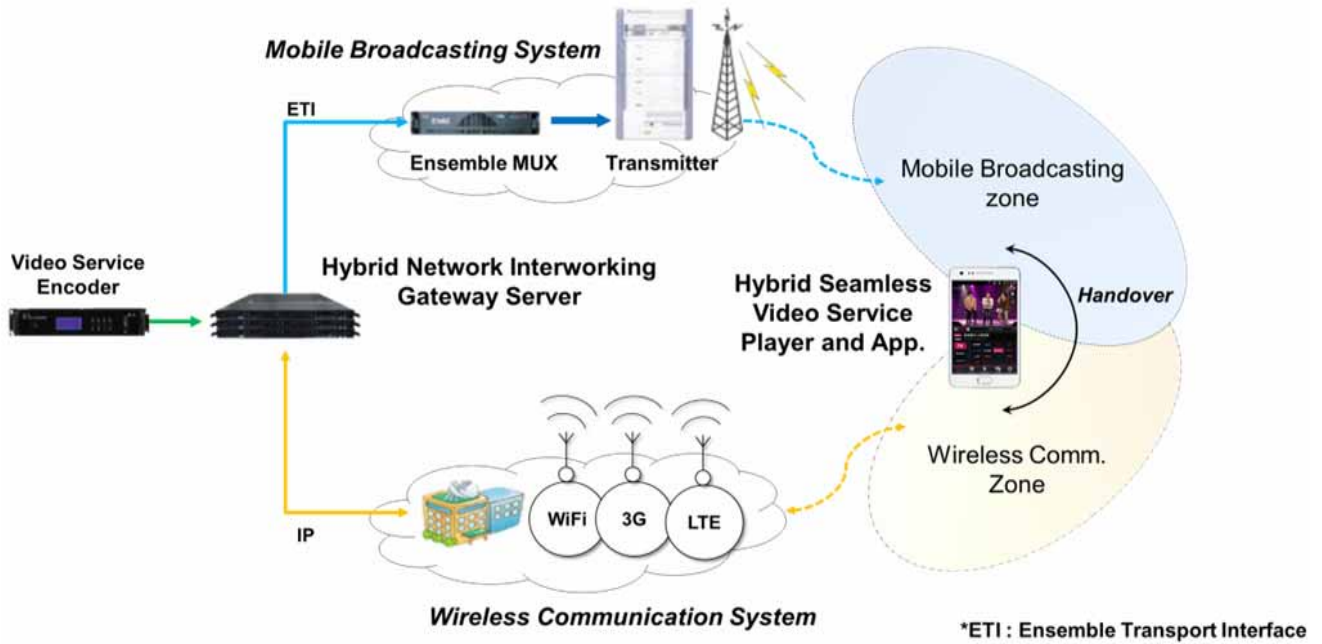 Mobile Broadcasting System
ETI
Ensemble MUX
Transmitter
Mobile Broadcasting
zone
Video Service
Encoder
Hybrid Network Interworking
Gateway Server
Hybrid Seamless
Video Service
Player and App.
Handover
IP
WiFi
3G
LTE
Wireless Comm.
Zone
Wireless Communication System
*ETI : Ensemble Transport Interface